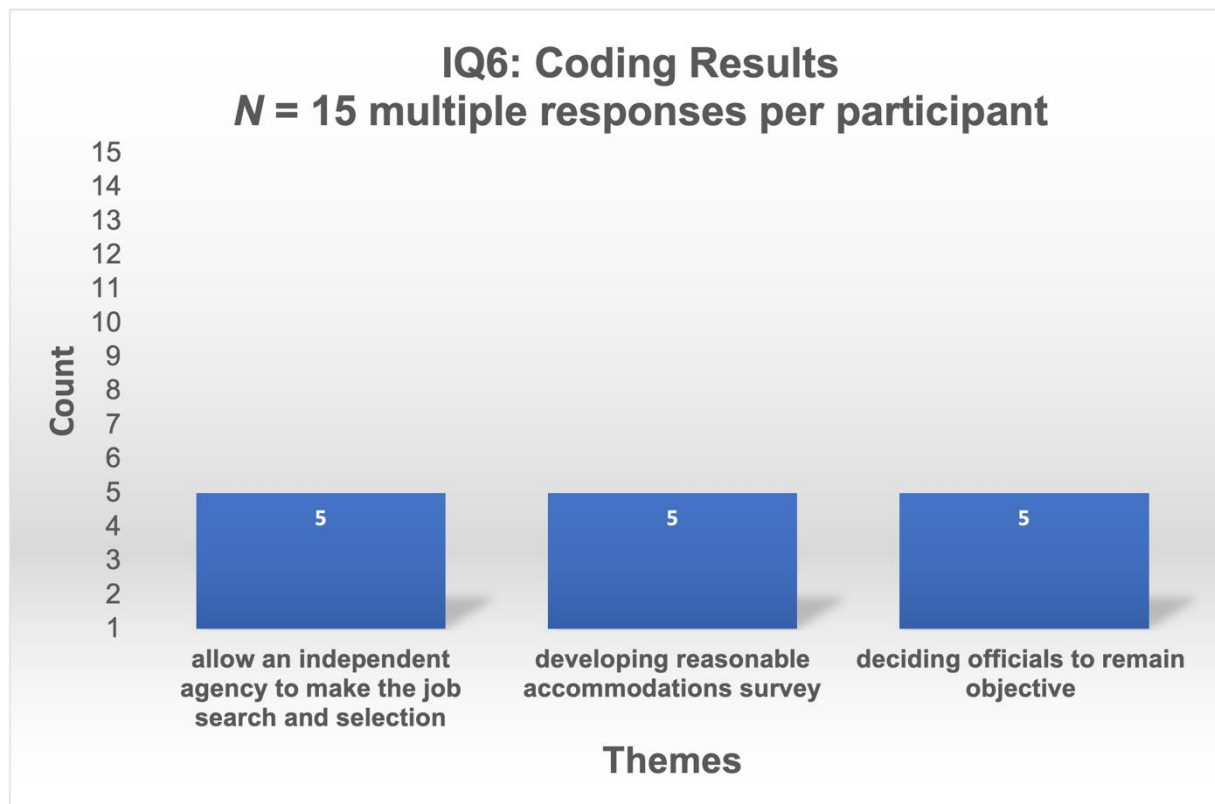 IQ6: Coding Results
N = 15 multiple responses per participant
15
14
13
12
11
10
9
8
7
6
5
4
3
2
1
Count
5
5
5
allow an independent
agency to make the job
search and selection
developing reasonable
accommodations survey
deciding officials to remain
objective
Themes